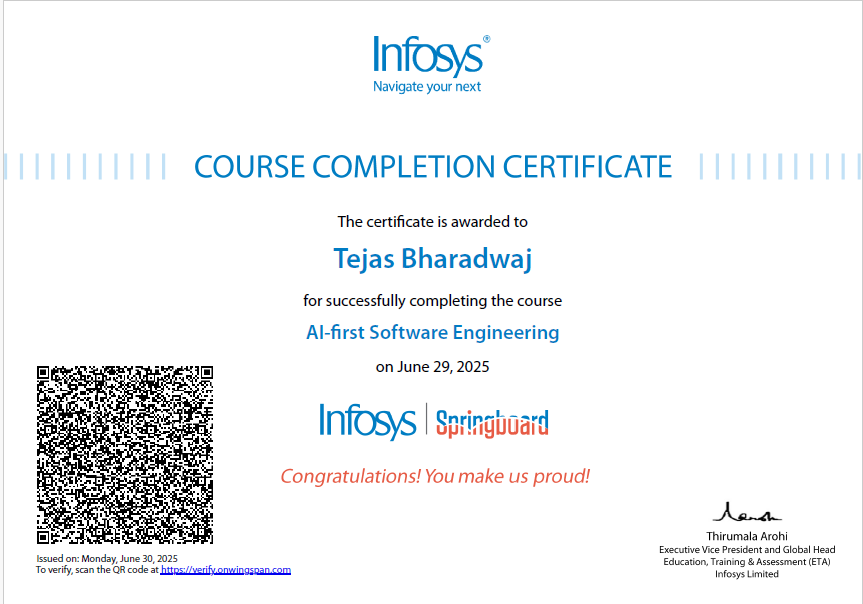 Infosys®
Navigate your next
COURSE COMPLETION CERTIFICATE
The certificate is awarded to
Tejas Bharadwaj
for successfully completing the course
AI-first Software Engineering
on June 29, 2025
Infosys | Springboard
Congratulations! You make us proud!
Issued on: Monday, June 30, 2025
To verify, scan the QR code at https://verify.onwingspan.com
Thirumala Arohi
Executive Vice President and Global Head
Education, Training & Assessment (ETA)
Infosys Limited